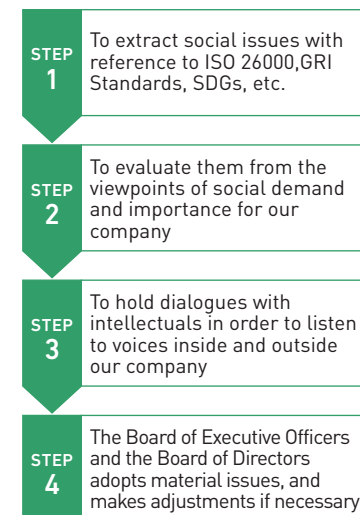 STEP
1
To extract social issues with
reference to ISO 26000,GRI
Standards, SDGs, etc.
STEP
2
To evaluate them from the
viewpoints of social demand
and importance for our
company
STEP
3
To hold dialogues with
intellectuals in order to listen
to voices inside and outside
our company
STEP
4
The Board of Executive Officers
and the Board of Directors
adopts material issues, and
makes adjustments if necessary